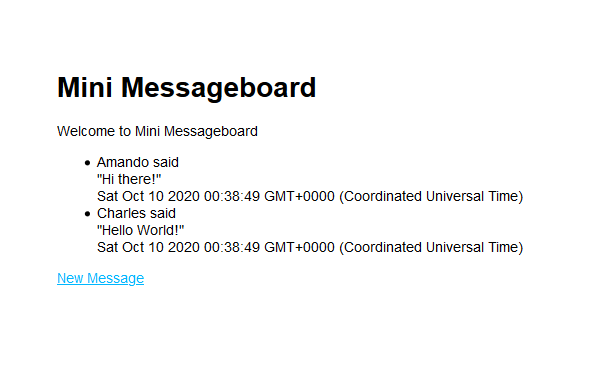 Mini Messageboard
Welcome to Mini Messageboard
Amando said
"Hi there!"
Sat Oct 10 2020 00:38:49 GMT+0000 (Coordinated Universal Time)
Charles said
"Hello World!"
Sat Oct 10 2020 00:38:49 GMT+0000 (Coordinated Universal Time)
New Message